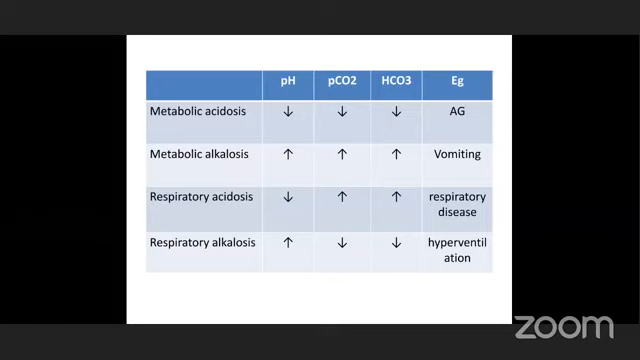 pH pCO2 HCO3 Eg
Metabolic acidosis ↓ ↓ ↓ AG
Metabolic alkalosis ↑ ↑ ↑ Vomiting
Respiratory acidosis ↓ ↑ ↑ respiratory
disease
Respiratory alkalosis ↑ ↓ ↓ hyperventil
ation
zoom